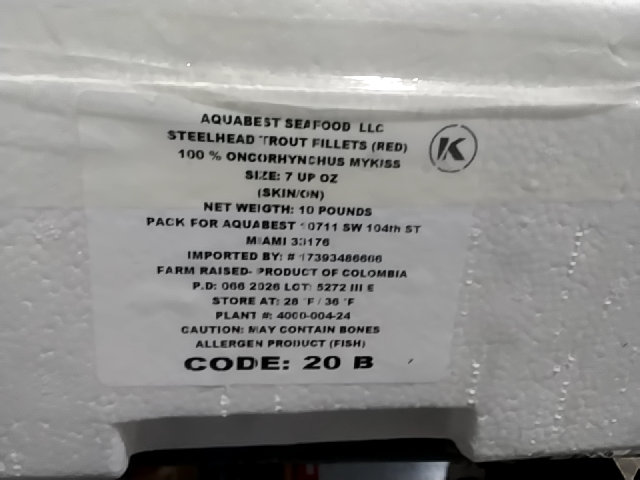 AQUABEST SEAFOOD LLC
STEELHEAD TROUT FILLETS (RED)
100 % ONCORHYNCHUS MYKISS
K
SIZE: 7 UP OZ
(SKIN/ON)
NET WEIGTH: 10 POUNDS
PACK FOR AQUABEST 10711 SW 104th ST
MIAMI 33176
IMPORTED BY: # 17393486666
FARM RAISED- PRODUCT OF COLOMBIA
P.D: 066 2026 LOT: 5272 III E
STORE AT: 28 °F / 36 °F
PLANT #: 4000-004-24
CAUTION: MAY CONTAIN BONES
ALLERGEN PRODUCT (FISH)
CODE: 20 B